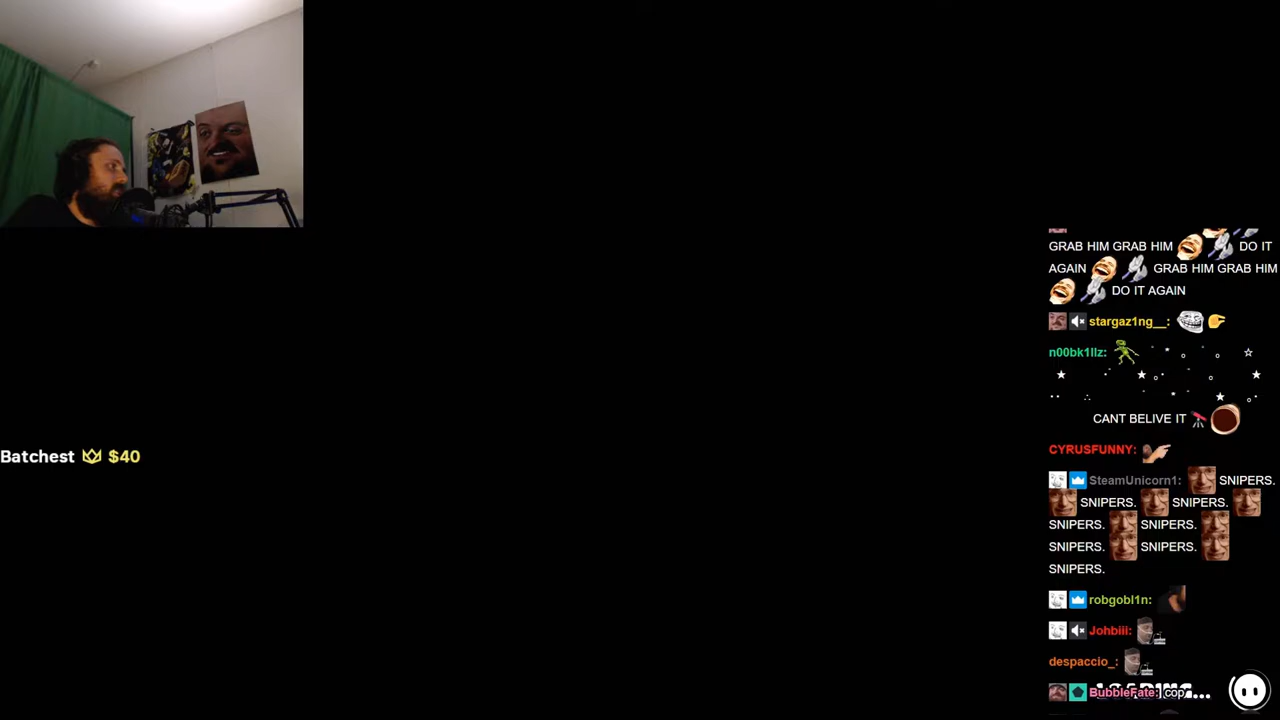 GRAB HIM GRAB HIM DO IT
AGAIN GRAB HIM GRAB HIM
DO IT AGAIN
stargaz1ng__:
n00bk1llz:
CANT BELIVE IT
CYRUSFUNNY:
Batchest $40
SteamUnicorn1: SNIPERS.
SNIPERS. SNIPERS.
SNIPERS. SNIPERS.
SNIPERS. SNIPERS.
SNIPERS.
robgobl1n:
Johbiii:
despaccio_:
BubbleFate: cop